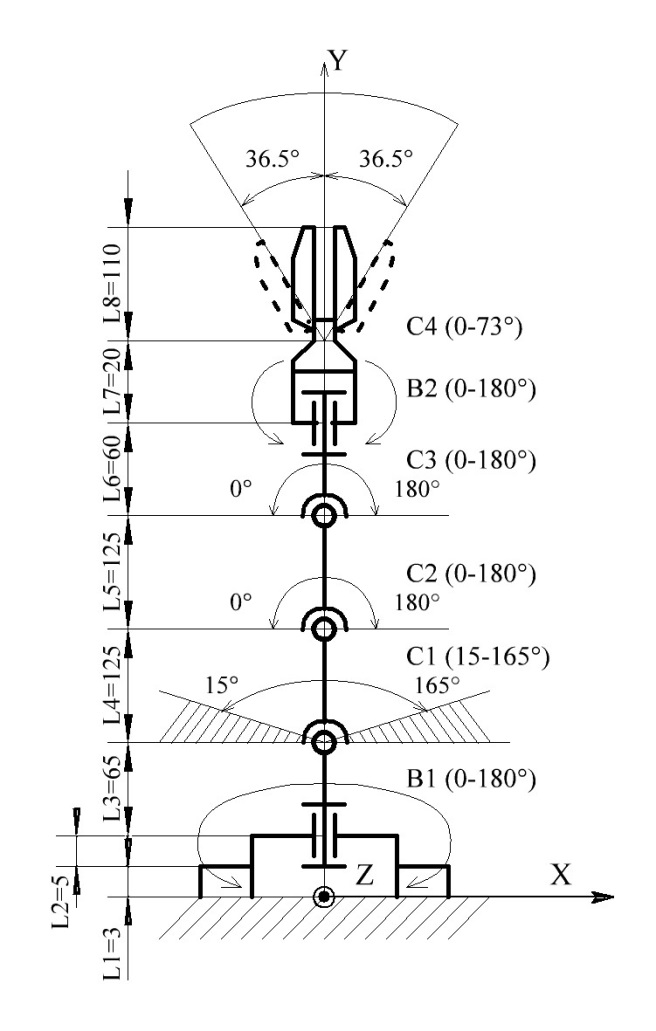 Y
36.5° 36.5°
L8=110
C4 (0-73°)
L7=20
B2 (0-180°)
L6=60
C3 (0-180°)
0° 180°
L5=125
C2 (0-180°)
0° 180°
L4=125
C1 (15-165°)
15° 165°
L3=65
B1 (0-180°)
L2=5
Z X
L1=3